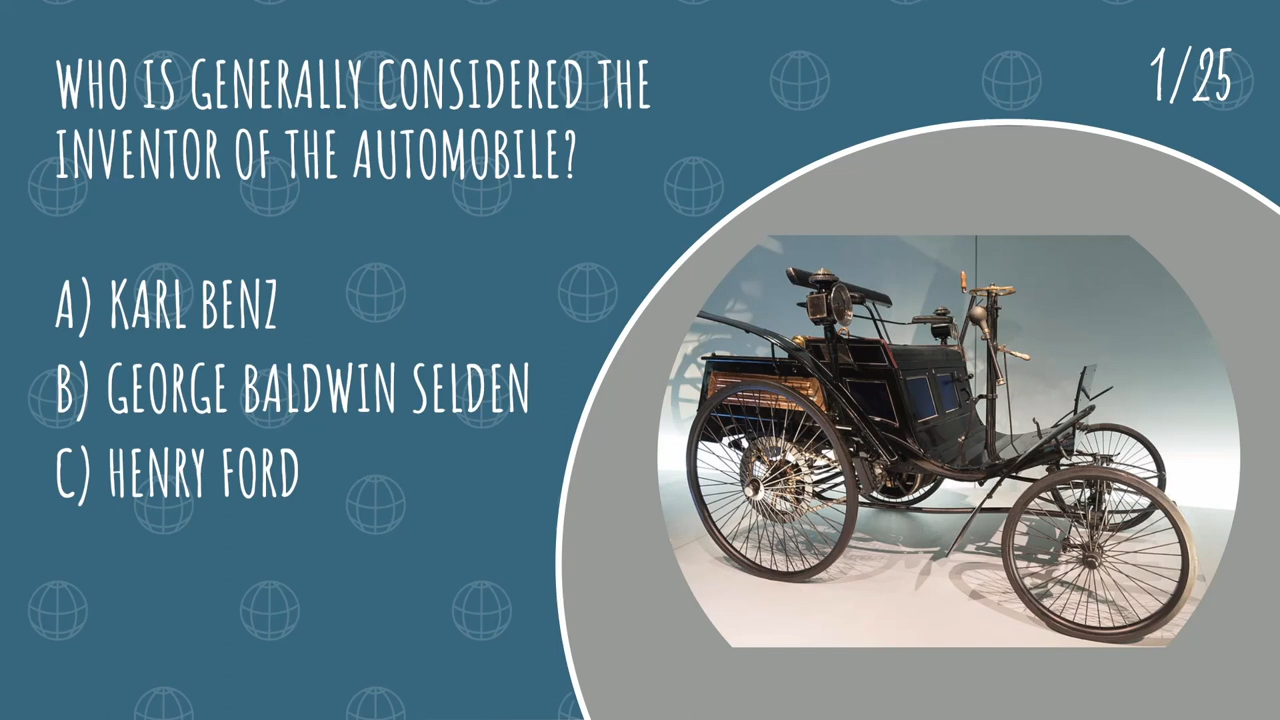 WHO IS GENERALLY CONSIDERED THE
INVENTOR OF THE AUTOMOBILE?
1/25
A) KARL BENZ
B) GEORGE BALDWIN SELDEN
C) HENRY FORD